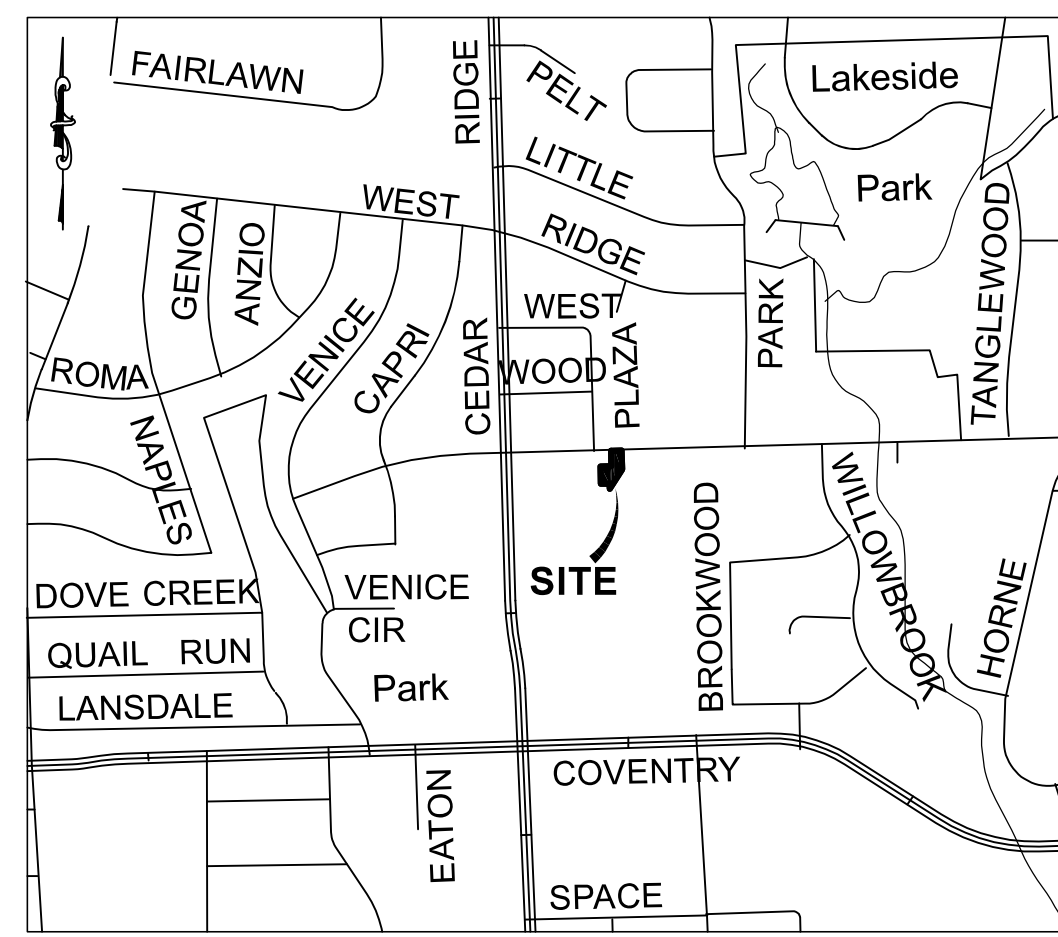 FAIRLAWN
RIDGE
PELT
Lakeside
LITTLE
Park
WEST
RIDGE
GENOA
ANZIO
TANGLEWOOD
WEST
WOOD
PARK
VENICE
CAPRI
CEDAR
PLAZA
ROMA
NAPLES
WILLOWBROOK
BROOKWOOD
HORNE
SITE
DOVE CREEK
VENICE
CIR
QUAIL RUN
Park
LANSDALE
COVENTRY
EATON
SPACE